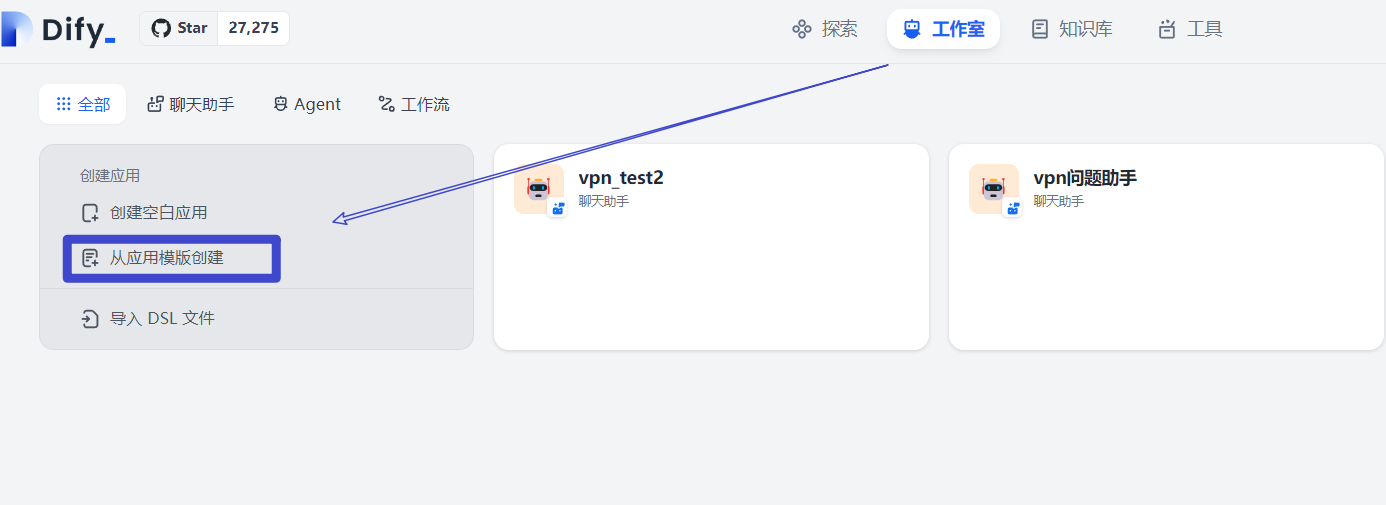 Dify_ Star 27,275 探索 工作室 知识库 工具
全部 聊天助手 Agent 工作流
创建应用
创建空白应用
从应用模版创建
导入 DSL 文件
vpn_test2
聊天助手
vpn问题助手
聊天助手